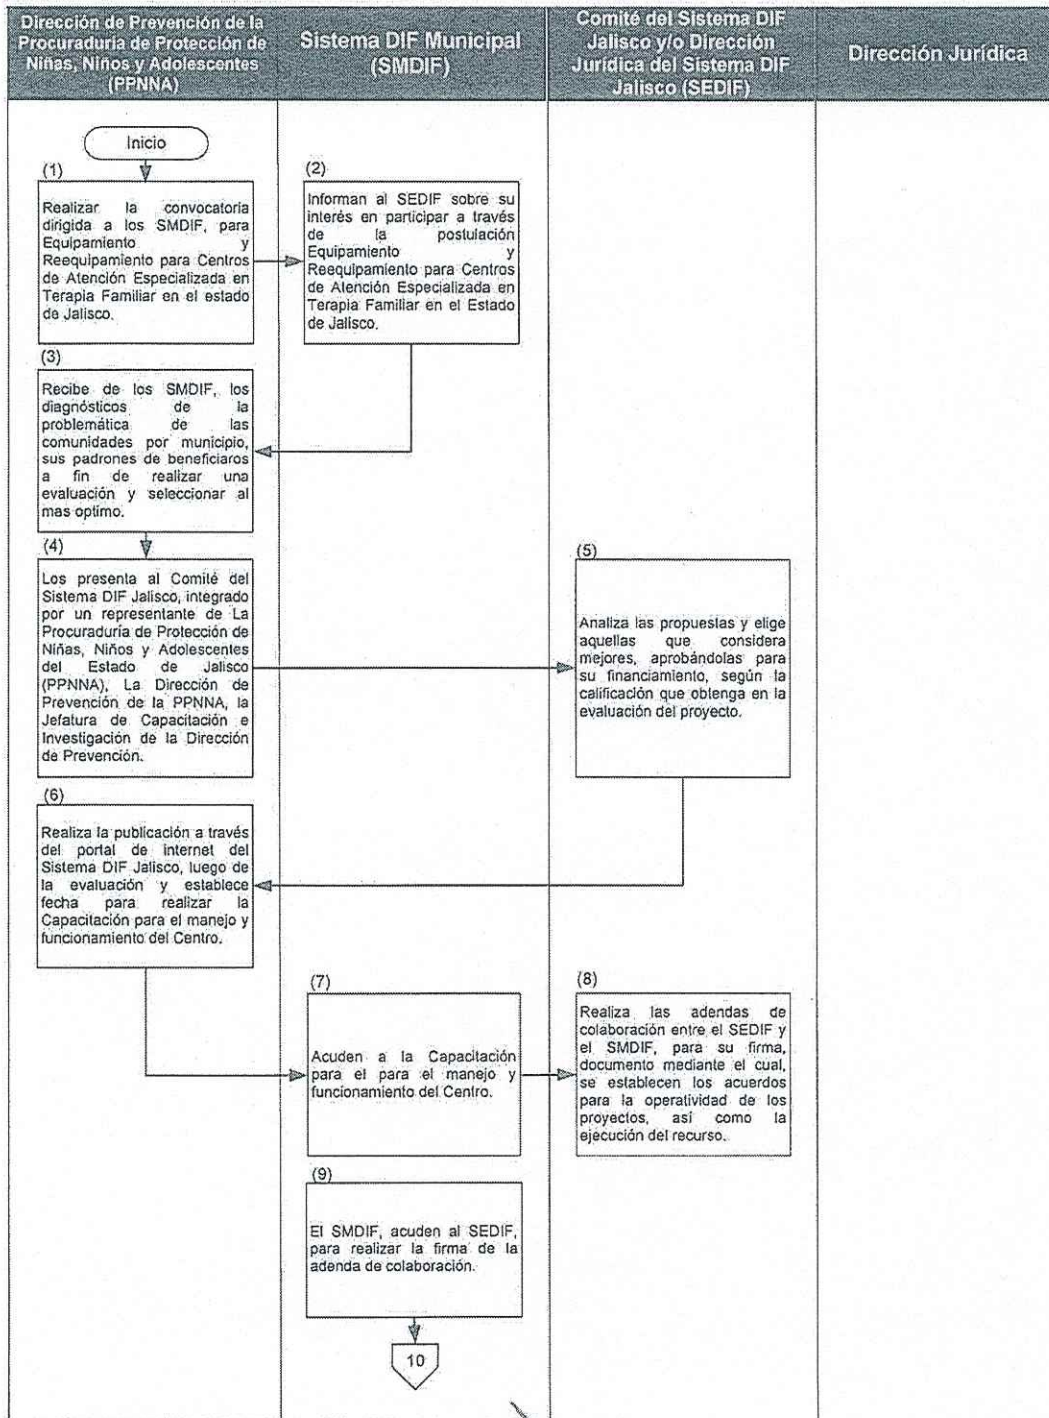 Dirección de Prevención de la
Procuraduría de Protección de
Niñas, Niños y Adolescentes
(PPNNA)
Sistema DIF Municipal
(SMDIF)
Comité del Sistema DIF
Jalisco y/o Dirección
Jurídica del Sistema DIF
Jalisco (SEDIF)
Dirección Jurídica
Inicio
(1)
Realizar la convocatoria
dirigida a los SMDIF, para
Equipamiento y
Reequipamiento para Centros
de Atención Especializada en
Terapia Familiar en el estado
de Jalisco.
(2)
Informan al SEDIF sobre su
interés en participar a través
de la postulación
Equipamiento y
Reequipamiento para Centros
de Atención Especializada en
Terapia Familiar en el Estado
de Jalisco.
(3)
Recibe de los SMDIF, los
diagnósticos de la
problemática de las
comunidades por municipio,
sus padrones de beneficiaros
a fin de realizar una
evaluación y seleccionar al
mas optimo.
(4)
Los presenta al Comité del
Sistema DIF Jalisco, integrado
por un representante de La
Procuraduría de Protección de
Niñas, Niños y Adolescentes
del Estado de Jalisco
(PPNNA), La Dirección de
Prevención de la PPNNA, la
Jefatura de Capacitación e
Investigación de la Dirección
de Prevención.
(5)
Analiza las propuestas y elige
aquellas que considera
mejores, aprobándolas para
su financiamiento, según la
calificación que obtenga en la
evaluación del proyecto.
(6)
Realiza la publicación a través
del portal de internet del
Sistema DIF Jalisco, luego de
la evaluación y establece
fecha para realizar la
Capacitación para el manejo y
funcionamiento del Centro.
(7)
Acuden a la Capacitación
para el para el manejo y
funcionamiento del Centro.
(8)
Realiza las adendas de
colaboración entre el SEDIF y
el SMDIF, para su firma,
documento mediante el cual,
se establecen los acuerdos
para la operatividad de los
proyectos, así como la
ejecución del recurso.
(9)
El SMDIF, acuden al SEDIF,
para realizar la firma de la
adenda de colaboración.
10